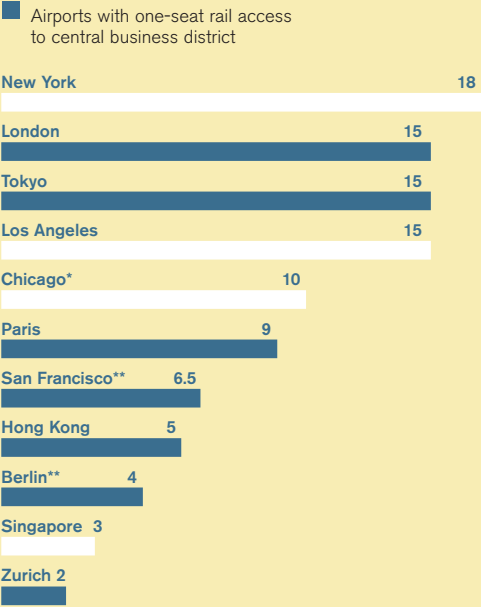 Airports with one-seat rail access
to central business district
New York 18
London 15
Tokyo 15
Los Angeles 15
Chicago* 10
Paris 9
San Francisco** 6.5
Hong Kong 5
Berlin** 4
Singapore 3
Zurich 2